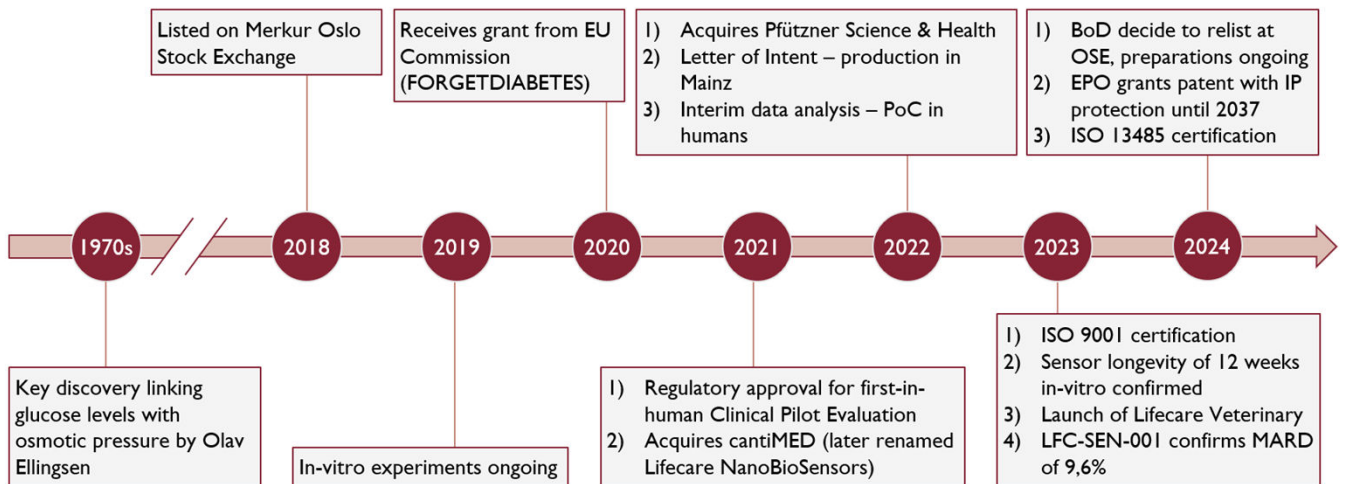 Listed on Merkur Oslo
Stock Exchange
Receives grant from EU
Commission
(FORGETDIABETES)
1) Acquires Pfützner Science & Health
2) Letter of Intent – production in
Mainz
3) Interim data analysis – PoC in
humans
1) BoD decide to relist at
OSE, preparations ongoing
2) EPO grants patent with IP
protection until 2037
3) ISO 13485 certification
1970s
2018
2019
2020
2021
2022
2023
2024
Key discovery linking
glucose levels with
osmotic pressure by Olav
Ellingsen
In-vitro experiments ongoing
1) Regulatory approval for first-in-
human Clinical Pilot Evaluation
2) Acquires cantiMED (later renamed
Lifecare NanoBioSensors)
1) ISO 9001 certification
2) Sensor longevity of 12 weeks
in-vitro confirmed
3) Launch of Lifecare Veterinary
4) LFC-SEN-001 confirms MARD
of 9,6%